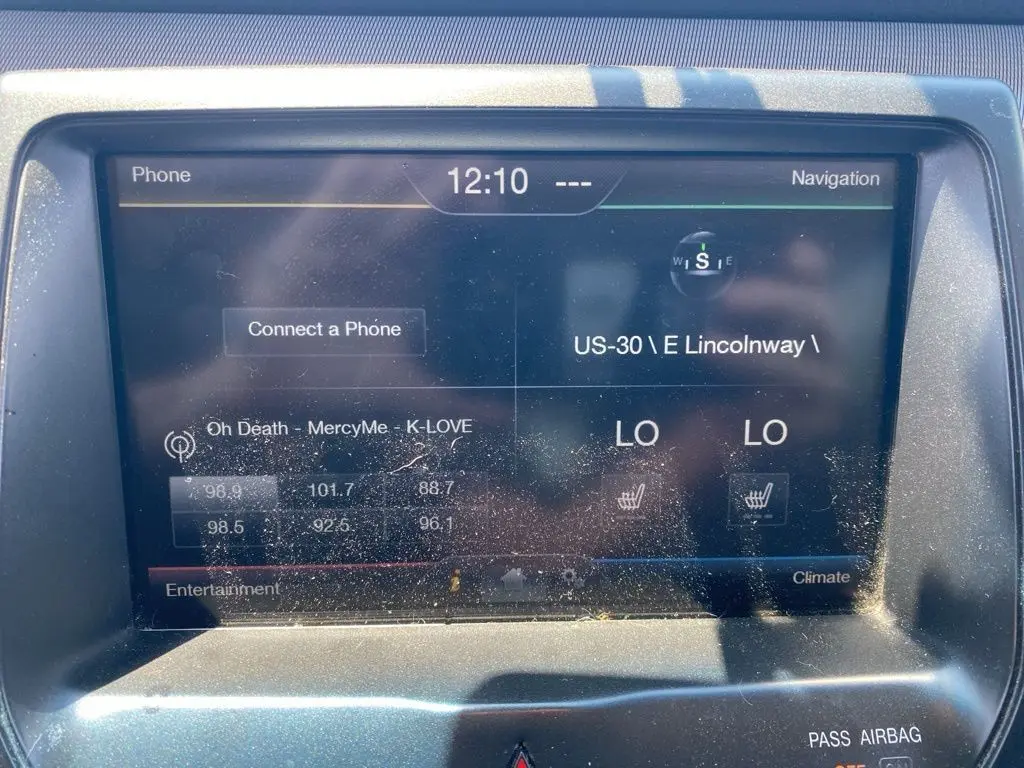 Phone
12:10 ---
Navigation
W S E
Connect a Phone
US-30 \ E Lincolnway \
Oh Death - MercyMe - K-LOVE
98.9 101.7 88.7
98.5 92.5 96.1
LO LO
Entertainment
i
Climate
PASS AIRBAG
OFF